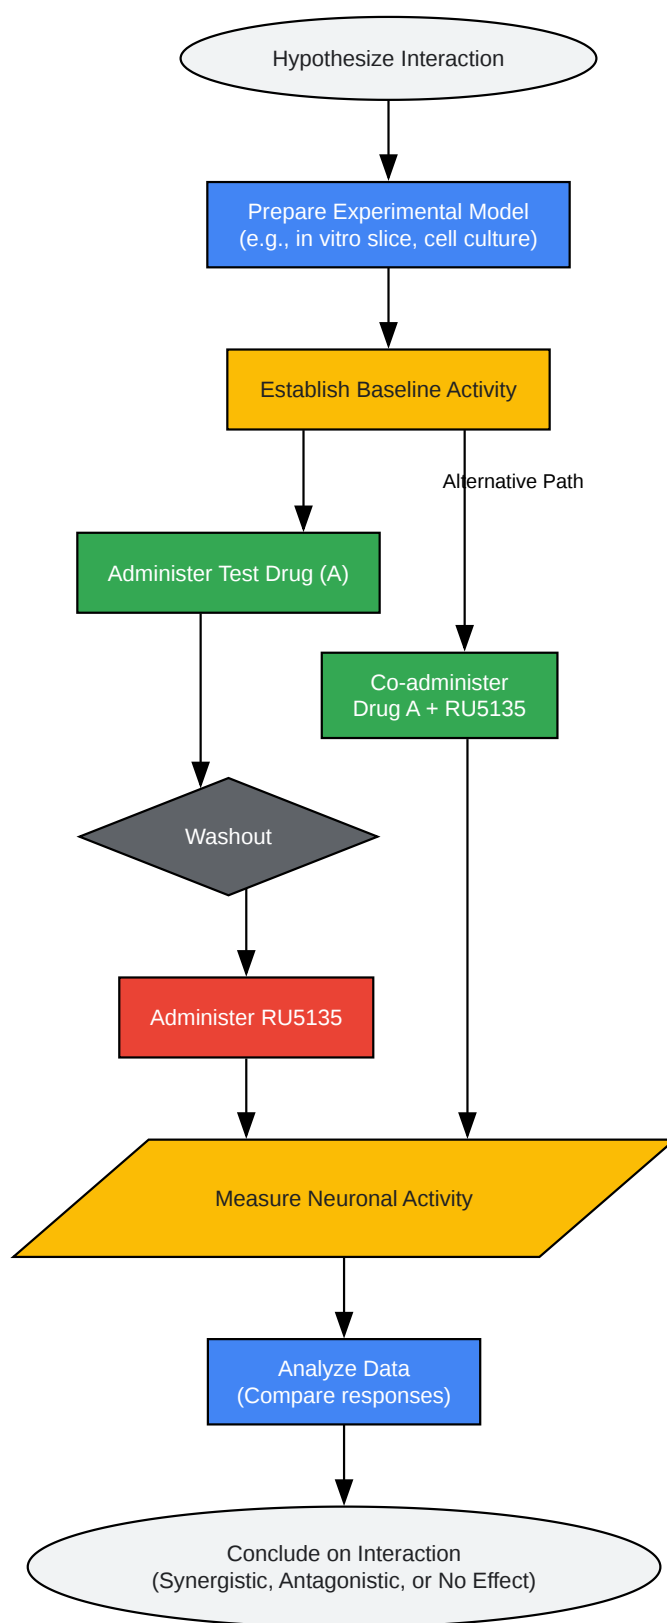 Hypothesize Interaction
Prepare Experimental Model
(e.g., in vitro slice, cell culture)
Establish Baseline Activity
Alternative Path
Administer Test Drug (A)
Co-administer
Drug A + RU5135
Washout
Administer RU5135
Measure Neuronal Activity
Analyze Data
(Compare responses)
Conclude on Interaction
(Synergistic, Antagonistic, or No Effect)